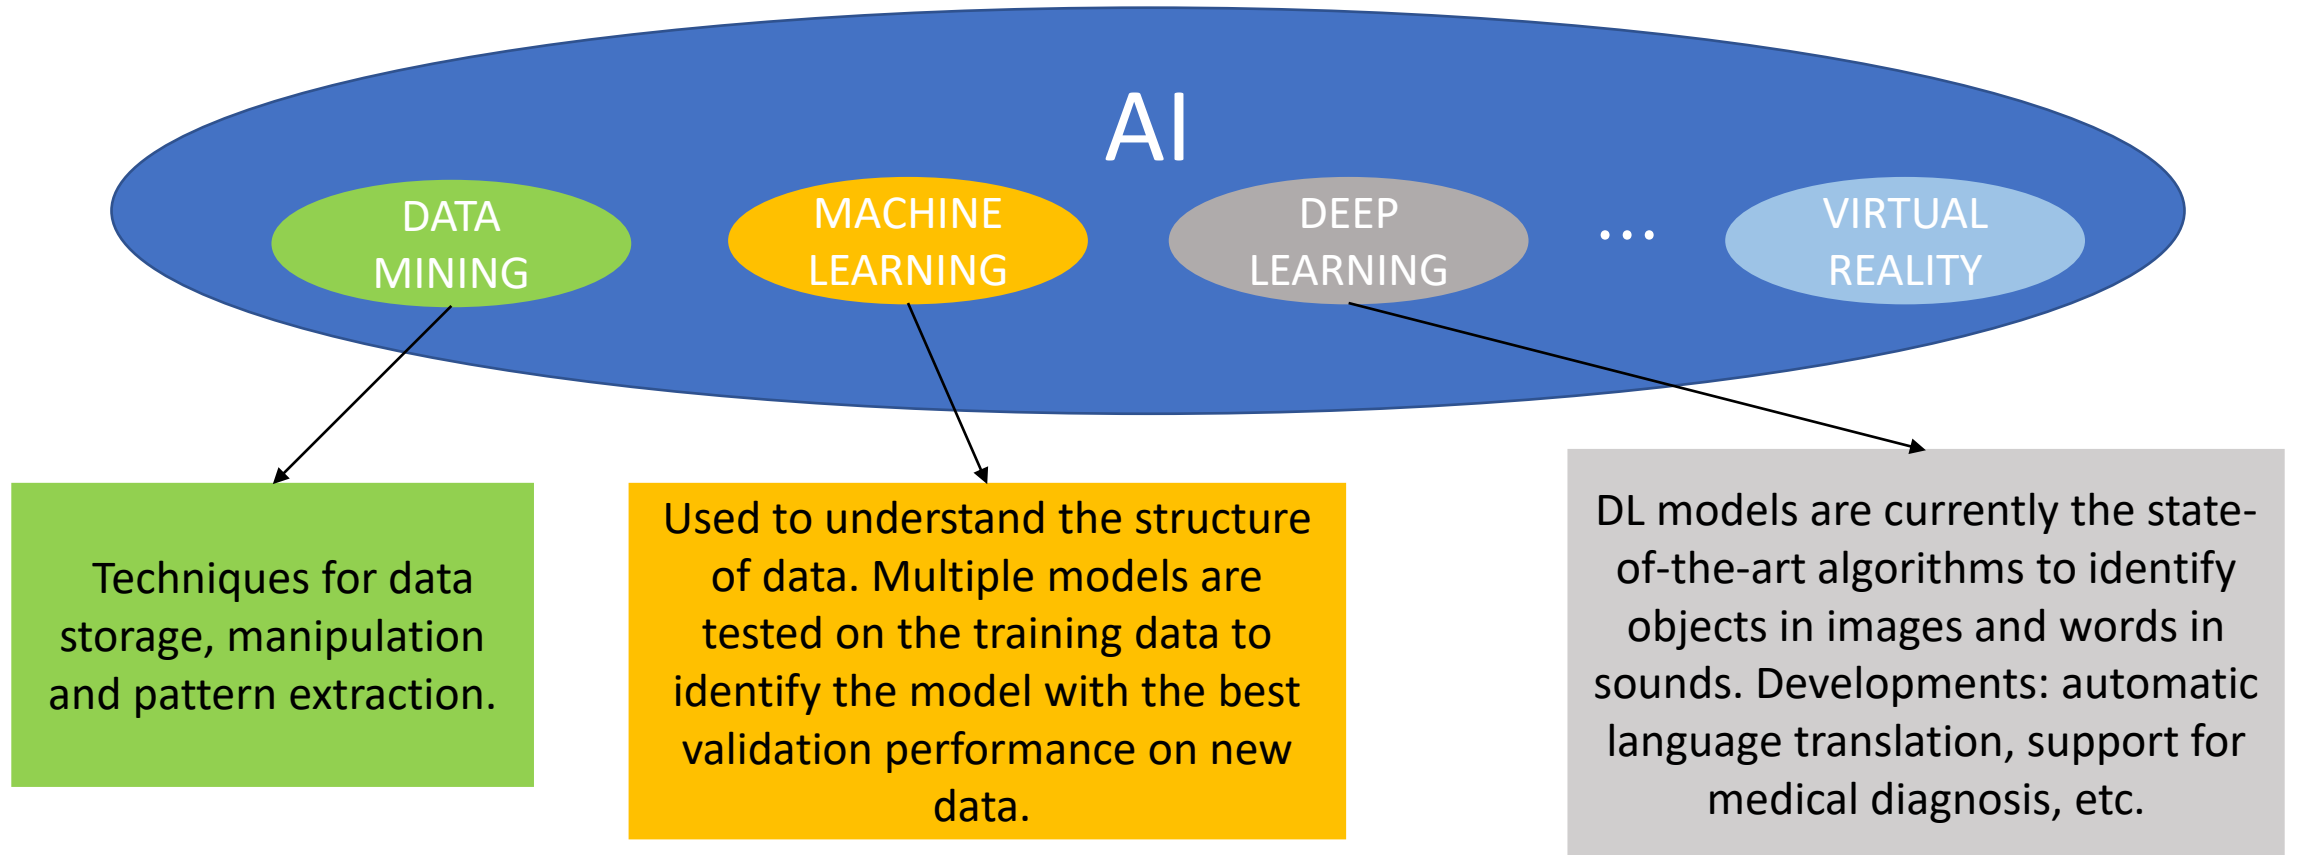 AI
DATA
MINING
MACHINE
LEARNING
DEEP
LEARNING
...
VIRTUAL
REALITY
Techniques for data
storage, manipulation
and pattern extraction.
Used to understand the structure
of data. Multiple models are
tested on the training data to
identify the model with the best
validation performance on new
data.
DL models are currently the state-
of-the-art algorithms to identify
objects in images and words in
sounds. Developments: automatic
language translation, support for
medical diagnosis, etc.